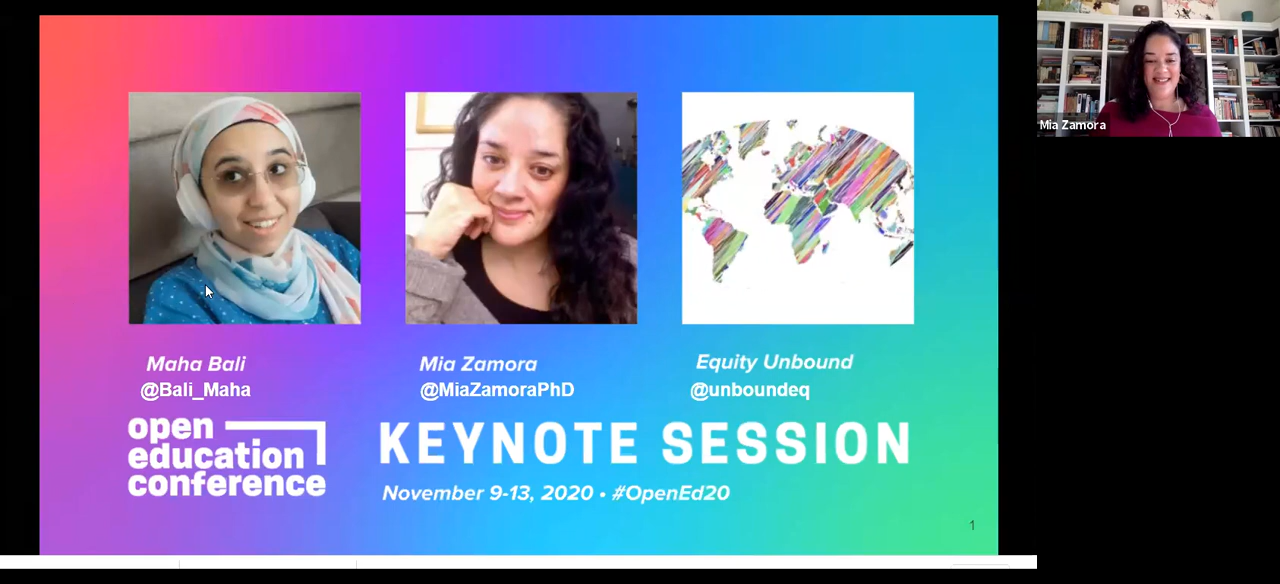 Mia Zamora
Maha Bali
@Bali_Maha
Mia Zamora
@MiaZamoraPhD
Equity Unbound
@unboundeq
open
education
conference
KEYNOTE SESSION
November 9-13, 2020 • #OpenEd20
1